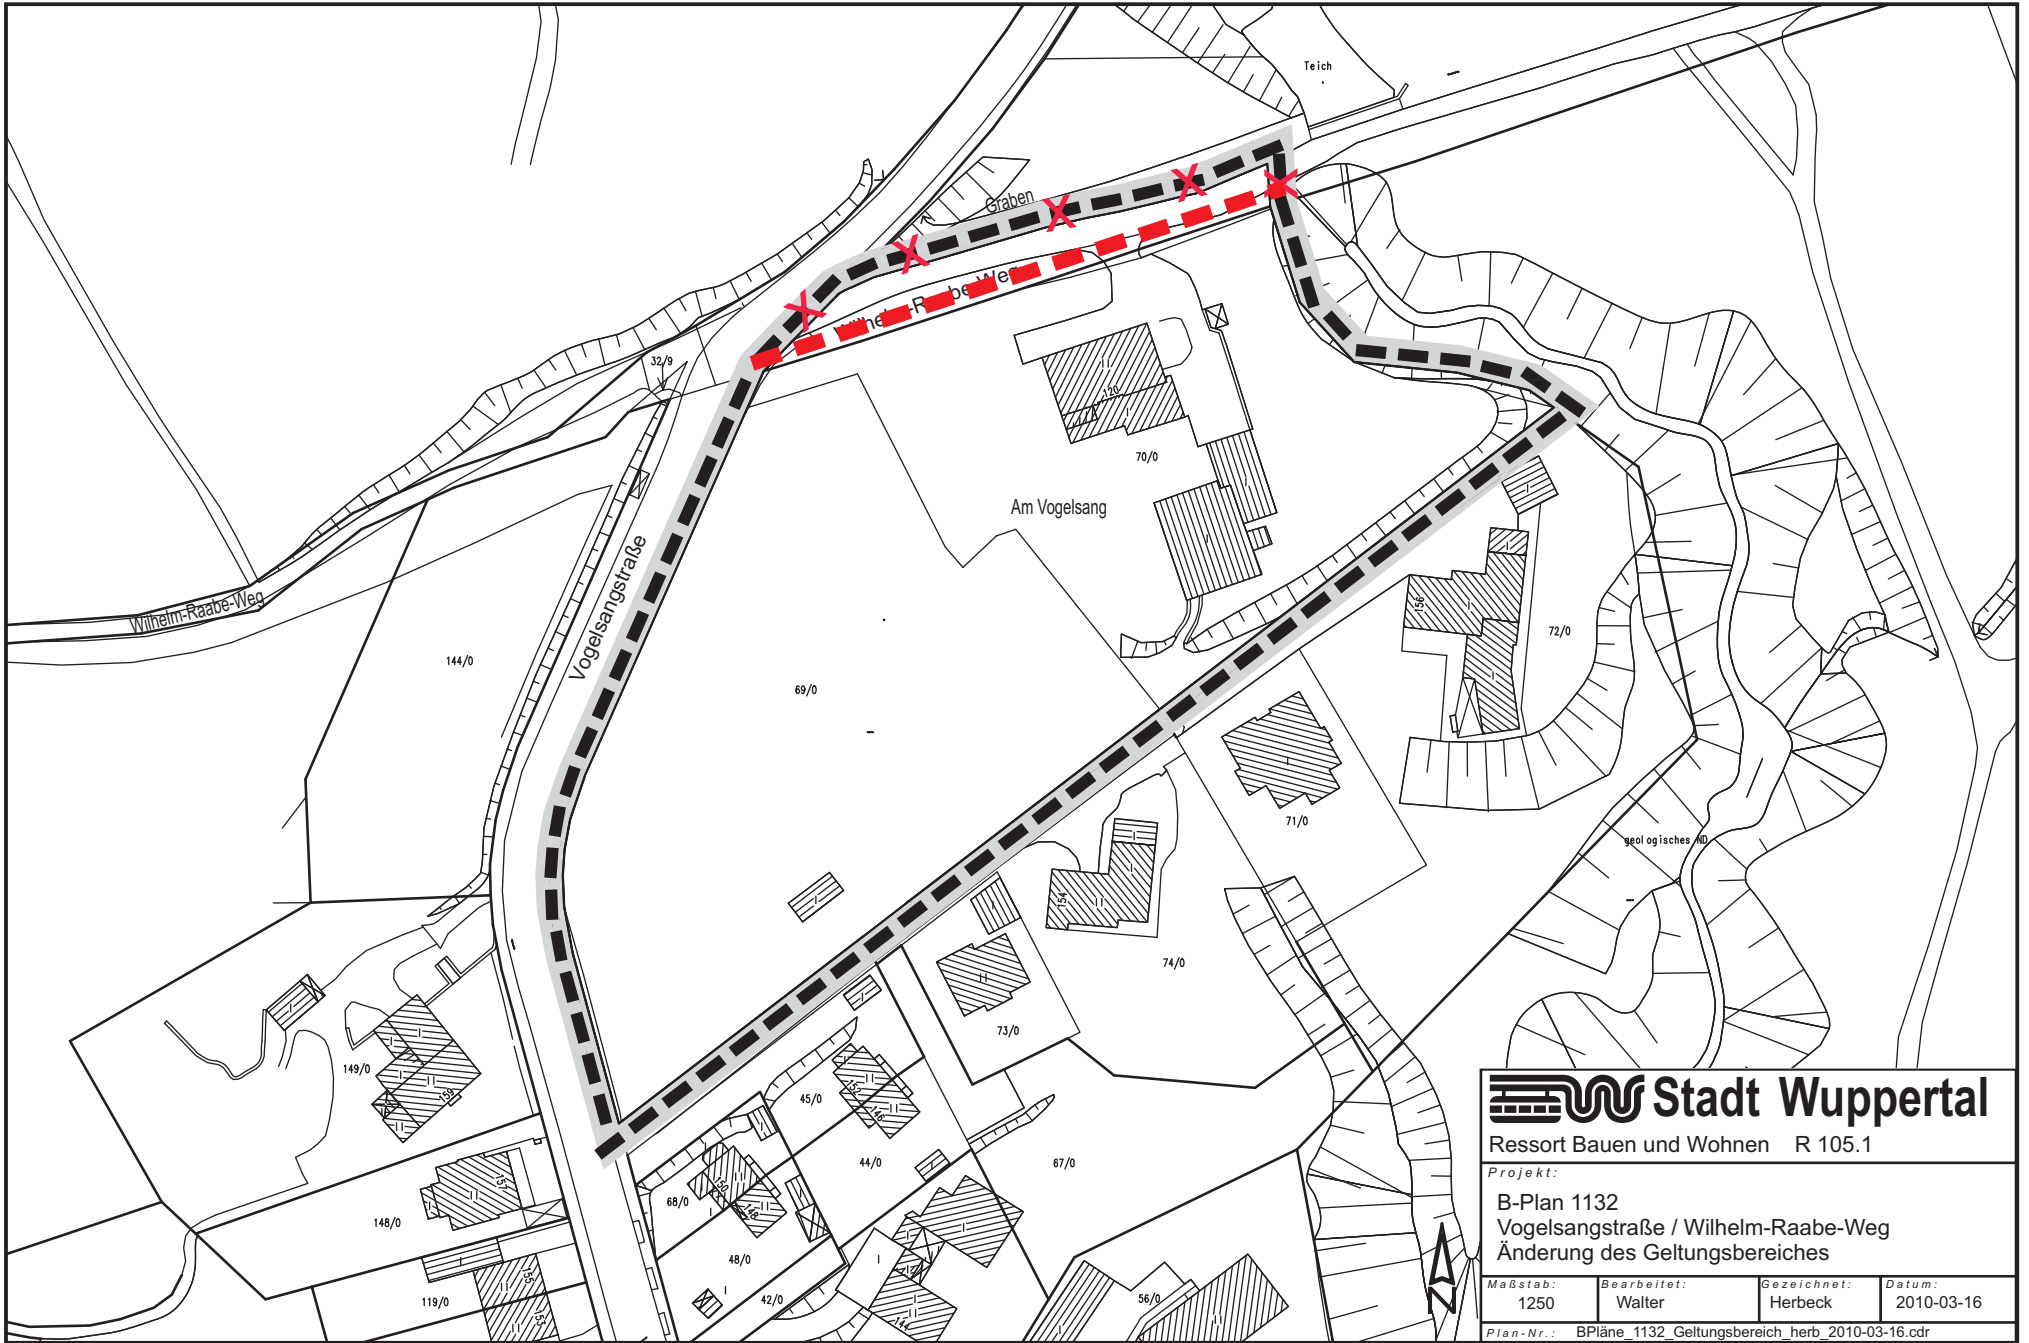 Teich
Graben
Wilhelm-Raabe-Weg
32/9
120
70/0
Am Vogelsang
Vogelsangstraße
Wilhelm-Raabe-Weg
144/0
69/0
156
72/0
71/0
geologisches ND
154
74/0
73/0
149/0
159
45/0
152
146
44/0
67/0
157
68/0
150
148
148/0
48/0
155
153
119/0
42/0
144
56/0
Stadt Wuppertal
Ressort Bauen und Wohnen R 105.1
Projekt:
B-Plan 1132
Vogelsangstraße / Wilhelm-Raabe-Weg
Änderung des Geltungsbereiches
Maßstab: Bearbeitet: Gezeichnet: Datum:
1250 Walter Herbeck 2010-03-16
Plan-Nr.: BPläne_1132_Geltungsbereich_herb_2010-03-16.cdr
N